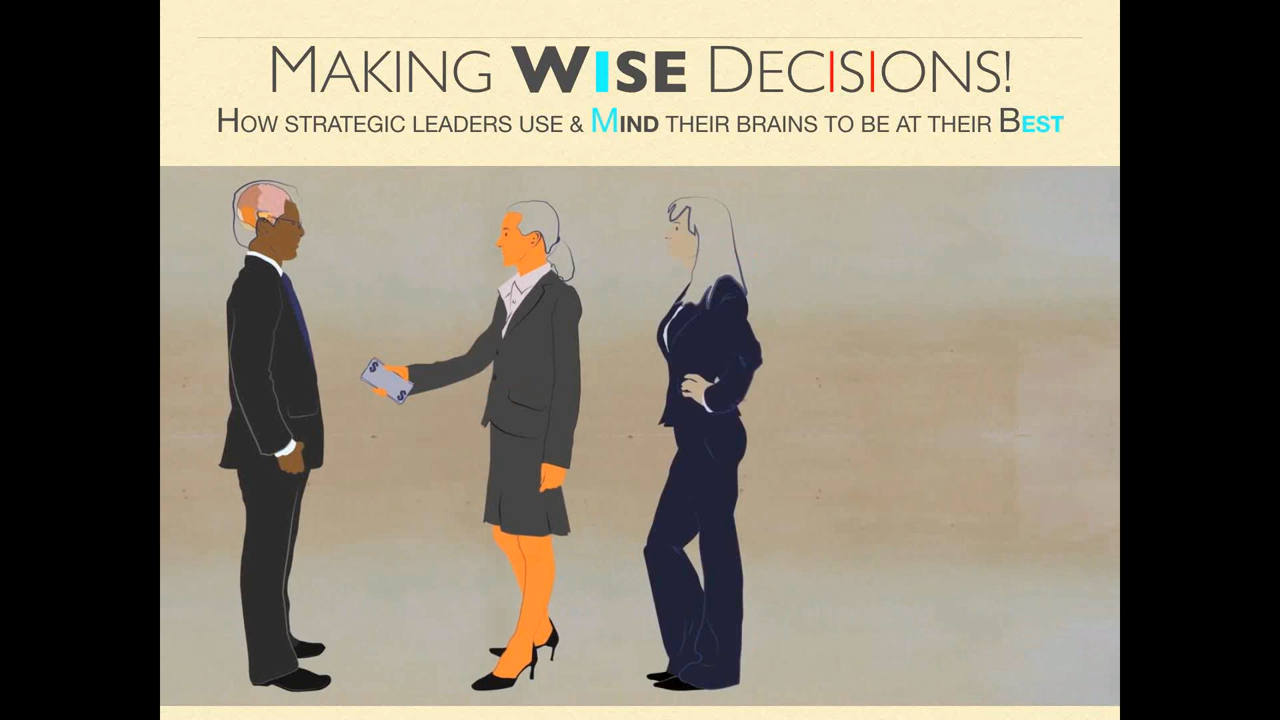 MAKING WISE DECISIONS!
HOW STRATEGIC LEADERS USE & MIND THEIR BRAINS TO BE AT THEIR BEST
$
$